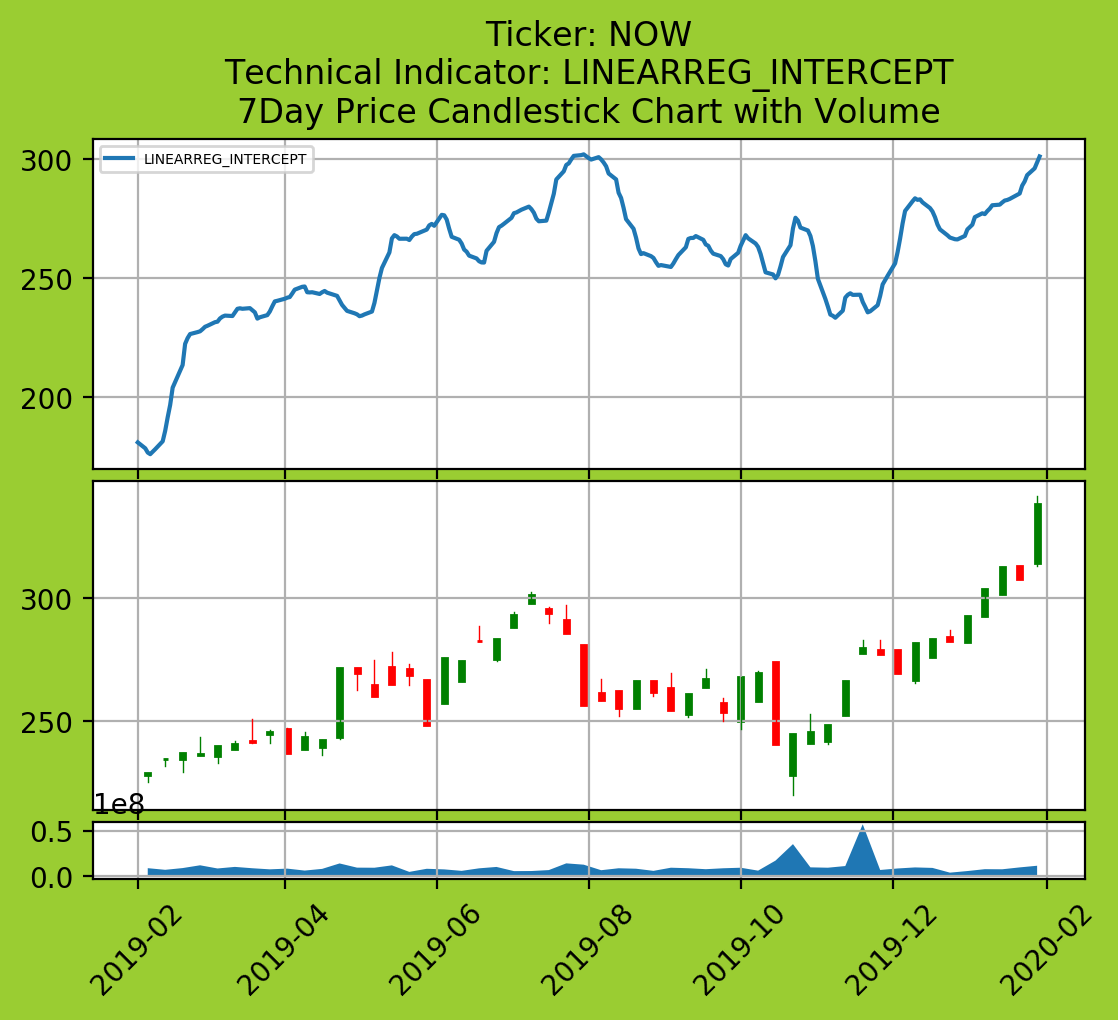 Ticker: NOW
Technical Indicator: LINEARREG_INTERCEPT
7Day Price Candlestick Chart with Volume
LINEARREG_INTERCEPT
300
250
200
300
250
1e8
0.5
0.0
2019-02
2019-04
2019-06
2019-08
2019-10
2019-12
2020-02